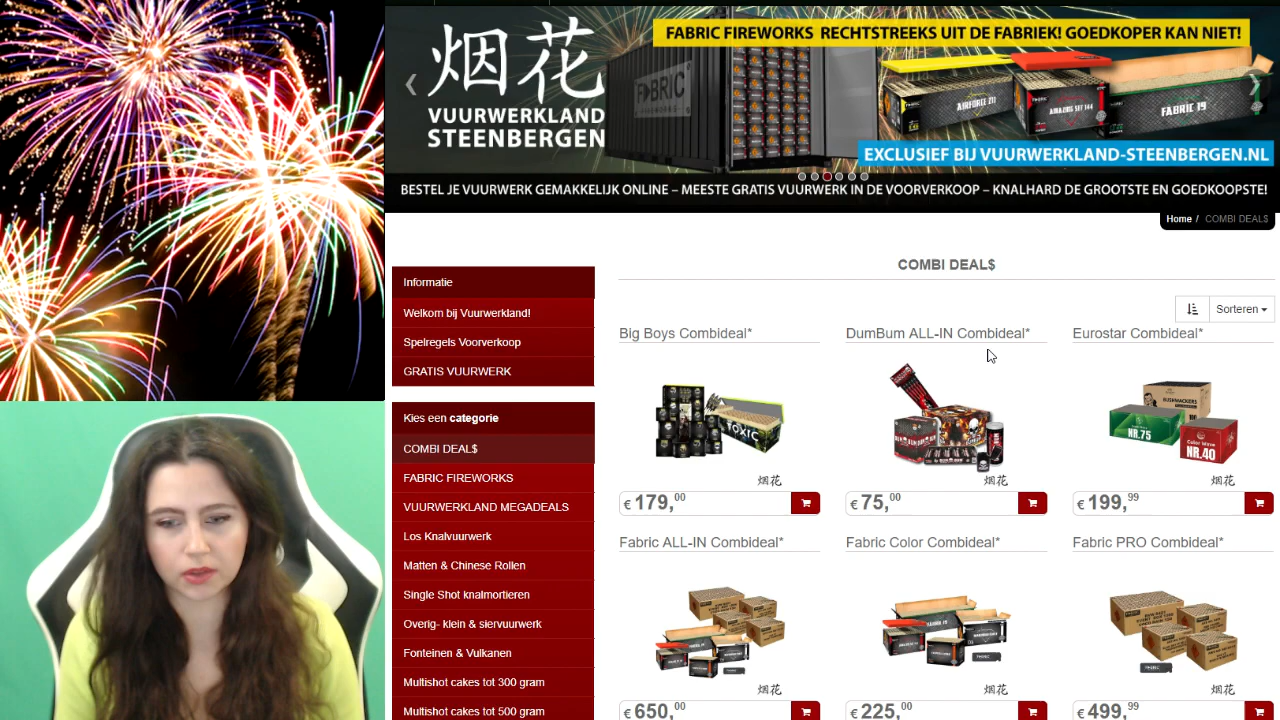 烟花
VUURWERKLAND
STEENBERGEN
FABRIC FIREWORKS RECHTSTREEKS UIT DE FABRIEK! GOEDKOPER KAN NIET!
FABRIC
AIRFORCE 211
AMAZING SET 144
FABRIC 19
EXCLUSIEF BIJ VUURWERKLAND-STEENBERGEN.NL
BESTEL JE VUURWERK GEMAKKELIJK ONLINE – MEESTE GRATIS VUURWERK IN DE VOORVERKOOP – KNALHARD DE GROOTSTE EN GOEDKOOPSTE!
Home / COMBI DEAL$
Informatie
Welkom bij Vuurwerkland!
Spelregels Voorverkoop
GRATIS VUURWERK
Kies een categorie
COMBI DEAL$
FABRIC FIREWORKS
VUURWERKLAND MEGADEALS
Los Knalvuurwerk
Matten & Chinese Rollen
Single Shot knalmortieren
Overig- klein & siervuurwerk
Fonteinen & Vulkanen
Multishot cakes tot 300 gram
Multishot cakes tot 500 gram
COMBI DEAL$
Sorteren
Big Boys Combideal*
DumBum ALL-IN Combideal*
Eurostar Combideal*
TOXIC
NR.75
NR.40
烟花
烟花
烟花
€ 179,00
€ 75,00
€ 199,99
Fabric ALL-IN Combideal*
Fabric Color Combideal*
Fabric PRO Combideal*
烟花
烟花
烟花
€ 650,00
€ 225,00
€ 499,99